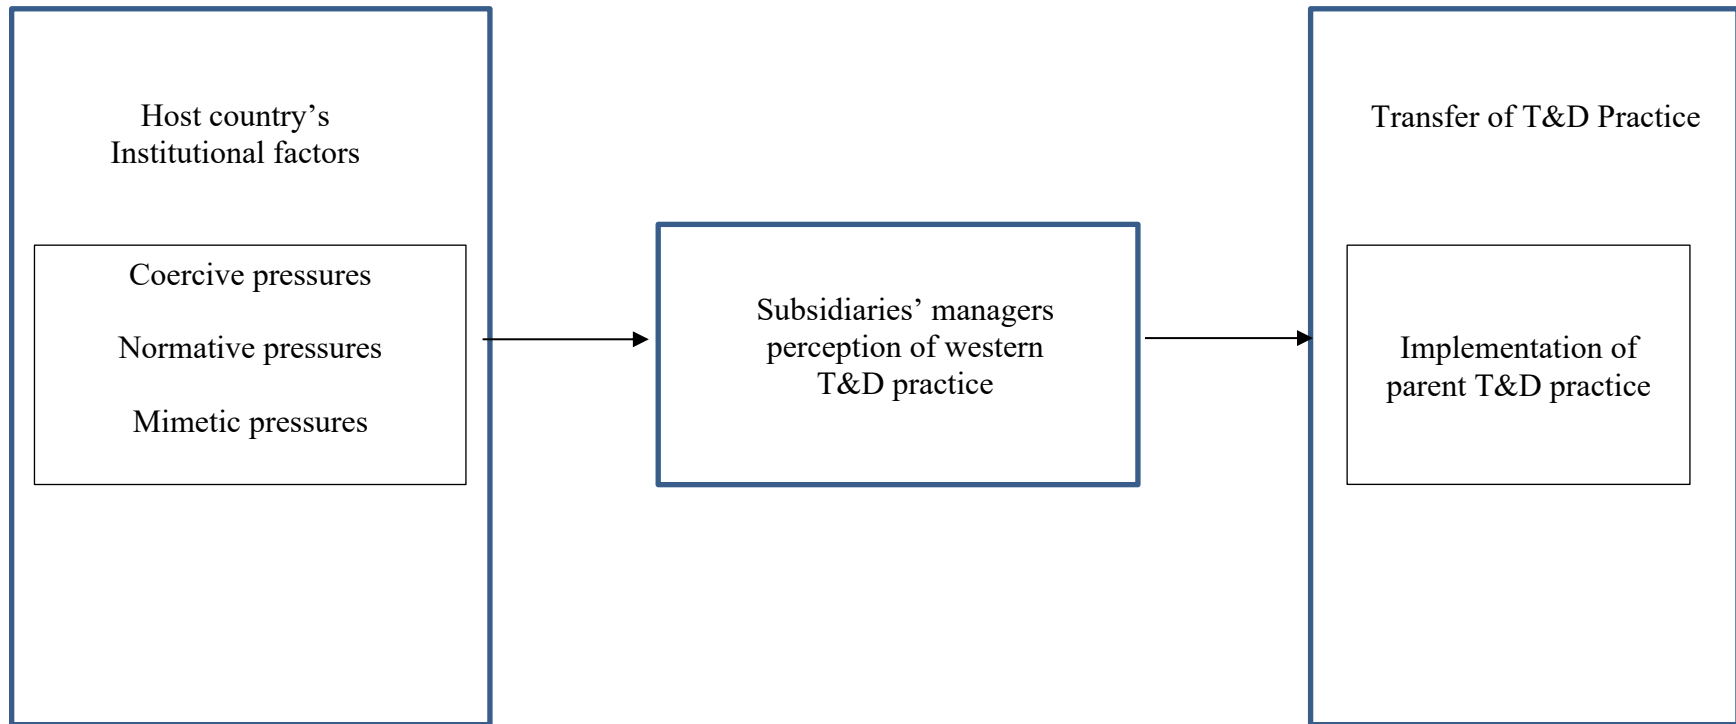 Host country’s
Institutional factors
Coercive pressures
Normative pressures
Mimetic pressures
Subsidiaries’ managers
perception of western
T&D practice
Transfer of T&D Practice
Implementation of
parent T&D practice